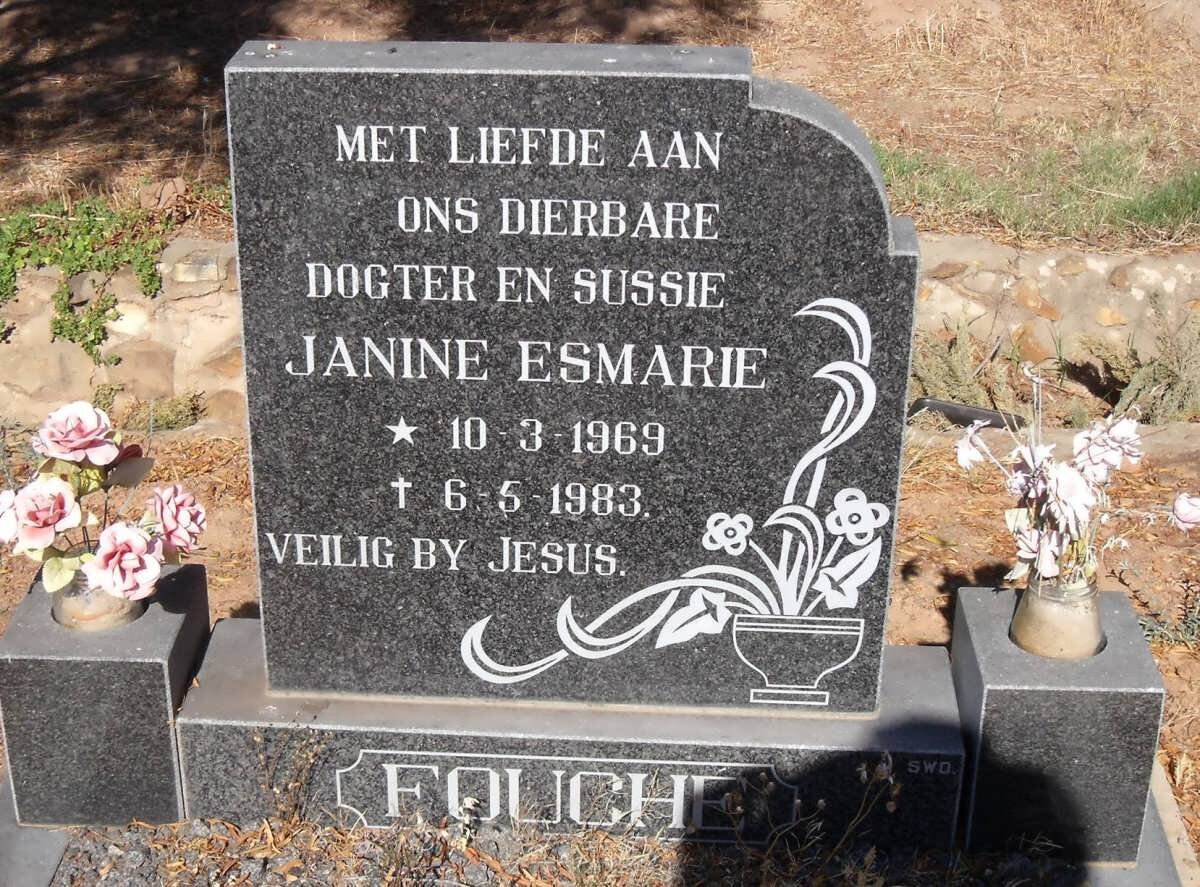 MET LIEFDE AAN
ONS DIERBARE
DOGTER EN SUSSIE
JANINE ESMARIE
★ 10-3-1969
† 6-5-1983.
VEILIG BY JESUS.
FOUCHE
SWD.